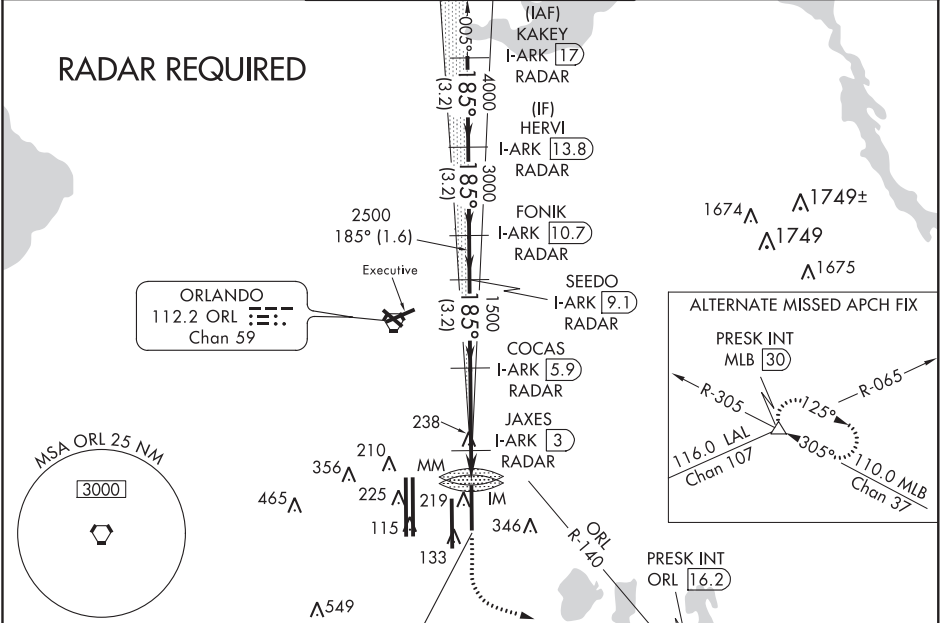 RADAR REQUIRED
005°
(IAF)
KAKEY
I-ARK 17
RADAR
4000
185°
(3.2)
(IF)
HERVI
I-ARK 13.8
RADAR
3000
185°
(3.2)
2500
185° (1.6)
FONIK
I-ARK 10.7
RADAR
1674
1749±
1749
1675
Executive
ORLANDO
112.2 ORL
Chan 59
SEEDO
I-ARK 9.1
RADAR
1500
185°
(3.2)
COCAS
I-ARK 5.9
RADAR
ALTERNATE MISSED APCH FIX
PRESK INT
MLB 30
R-305
R-065
125°
305°
116.0 LAL
Chan 107
110.0 MLB
Chan 37
JAXES
I-ARK 3
RADAR
238
210
MM
356
225
219
IM
465
115
346
133
549
MSA ORL 25 NM
3000
ORL
R-140
PRESK INT
ORL 16.2